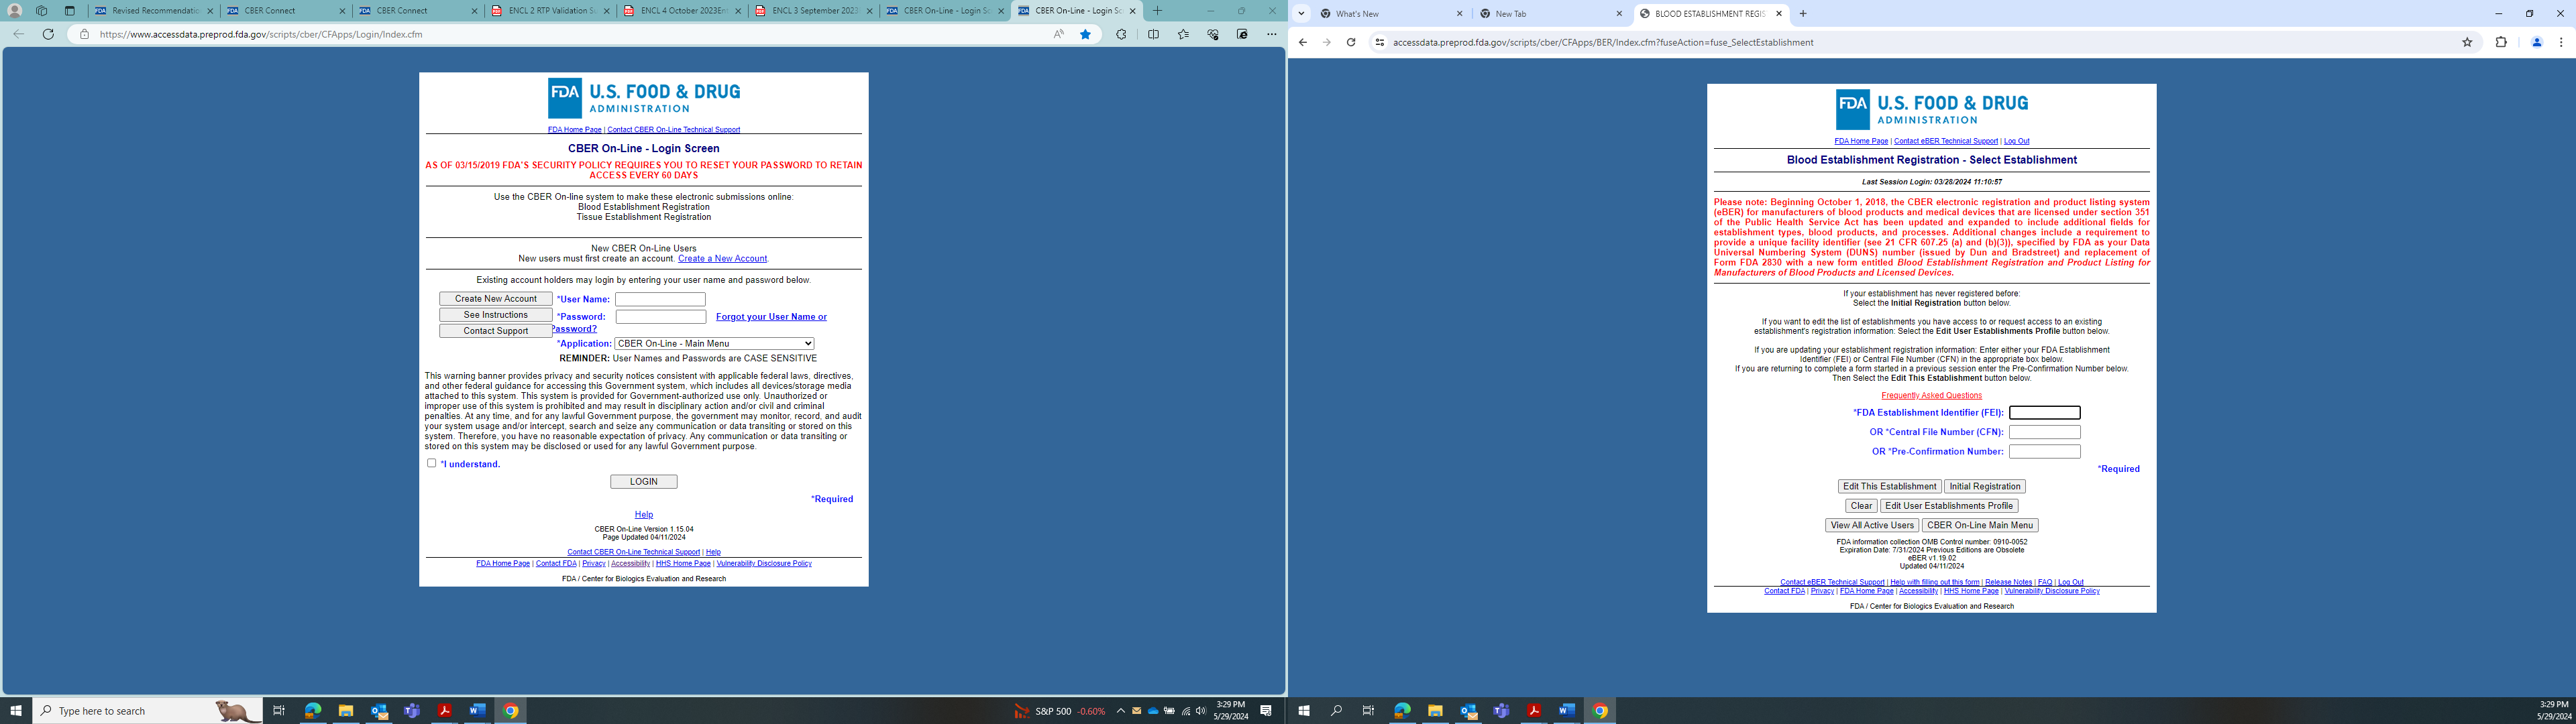 Revised Recommendatio
CBER Connect
CBER Connect
ENCL 2 RTP Validation S
ENCL 4 October 2023En
ENCL 3 September 2023
CBER On-Line - Login Sc
CBER On-Line - Login Sc
https://www.accessdata.preprod.fda.gov/scripts/cber/CFApps/Login/Index.cfm
FDA U.S. FOOD & DRUG
ADMINISTRATION
FDA Home Page | Contact CBER On-Line Technical Support
CBER On-Line - Login Screen
AS OF 03/15/2019 FDA'S SECURITY POLICY REQUIRES YOU TO RESET YOUR PASSWORD TO RETAIN
ACCESS EVERY 60 DAYS
Use the CBER On-line system to make these electronic submissions online:
Blood Establishment Registration
Tissue Establishment Registration
New CBER On-Line Users
New users must first create an account. Create a New Account.
Existing account holders may login by entering your user name and password below.
Create New Account
*User Name:
See Instructions
*Password:
Forgot your User Name or
Contact Support
Password?
*Application: CBER On-Line - Main Menu
REMINDER: User Names and Passwords are CASE SENSITIVE
This warning banner provides privacy and security notices consistent with applicable federal laws, directives,
and other federal guidance for accessing this Government system, which includes all devices/storage media
attached to this system. This system is provided for Government-authorized use only. Unauthorized or
improper use of this system is prohibited and may result in disciplinary action and/or civil and criminal
penalties. At any time, and for any lawful Government purpose, the government may monitor, record, and audit
your system usage and/or intercept, search and seize any communication or data transiting or stored on this
system. Therefore, you have no reasonable expectation of privacy. Any communication or data transiting or
stored on this system may be disclosed or used for any lawful Government purpose.
*I understand.
LOGIN
*Required
Help
CBER On-Line Version 1.15.04
Page Updated 04/11/2024
Contact CBER On-Line Technical Support | Help
FDA Home Page | Contact FDA | Privacy | Accessibility | HHS Home Page | Vulnerability Disclosure Policy
FDA / Center for Biologics Evaluation and Research
Type here to search
S&P 500 -0.60%
3:29 PM
5/29/2024
What's New
New Tab
BLOOD ESTABLISHMENT REGIS
accessdata.preprod.fda.gov/scripts/cber/CFApps/BER/Index.cfm?fuseAction=fuse_SelectEstablishment
FDA U.S. FOOD & DRUG
ADMINISTRATION
FDA Home Page | Contact eBER Technical Support | Log Out
Blood Establishment Registration - Select Establishment
Last Session Login: 03/28/2024 11:10:57
Please note: Beginning October 1, 2018, the CBER electronic registration and product listing system
(eBER) for manufacturers of blood products and medical devices that are licensed under section 351
of the Public Health Service Act has been updated and expanded to include additional fields for
establishment types, blood products, and processes. Additional changes include a requirement to
provide a unique facility identifier (see 21 CFR 607.25 (a) and (b)(3)), specified by FDA as your Data
Universal Numbering System (DUNS) number (issued by Dun and Bradstreet) and replacement of
Form FDA 2830 with a new form entitled Blood Establishment Registration and Product Listing for
Manufacturers of Blood Products and Licensed Devices.
If your establishment has never registered before:
Select the Initial Registration button below.
If you want to edit the list of establishments you have access to or request access to an existing
establishment's registration information: Select the Edit User Establishments Profile button below.
If you are updating your establishment registration information: Enter either your FDA Establishment
Identifier (FEI) or Central File Number (CFN) in the appropriate box below.
If you are returning to complete a form started in a previous session enter the Pre-Confirmation Number below.
Then Select the Edit This Establishment button below.
Frequently Asked Questions
*FDA Establishment Identifier (FEI):
OR *Central File Number (CFN):
OR *Pre-Confirmation Number:
*Required
Edit This Establishment
Initial Registration
Clear
Edit User Establishments Profile
View All Active Users
CBER On-Line Main Menu
FDA information collection OMB Control number: 0910-0052
Expiration Date: 7/31/2024 Previous Editions are Obsolete
eBER v1.19.02
Updated 04/11/2024
Contact eBER Technical Support | Help with filling out this form | Release Notes | FAQ | Log Out
Contact FDA | Privacy | FDA Home Page | Accessibility | HHS Home Page | Vulnerability Disclosure Policy
FDA / Center for Biologics Evaluation and Research
3:29 PM
5/29/2024